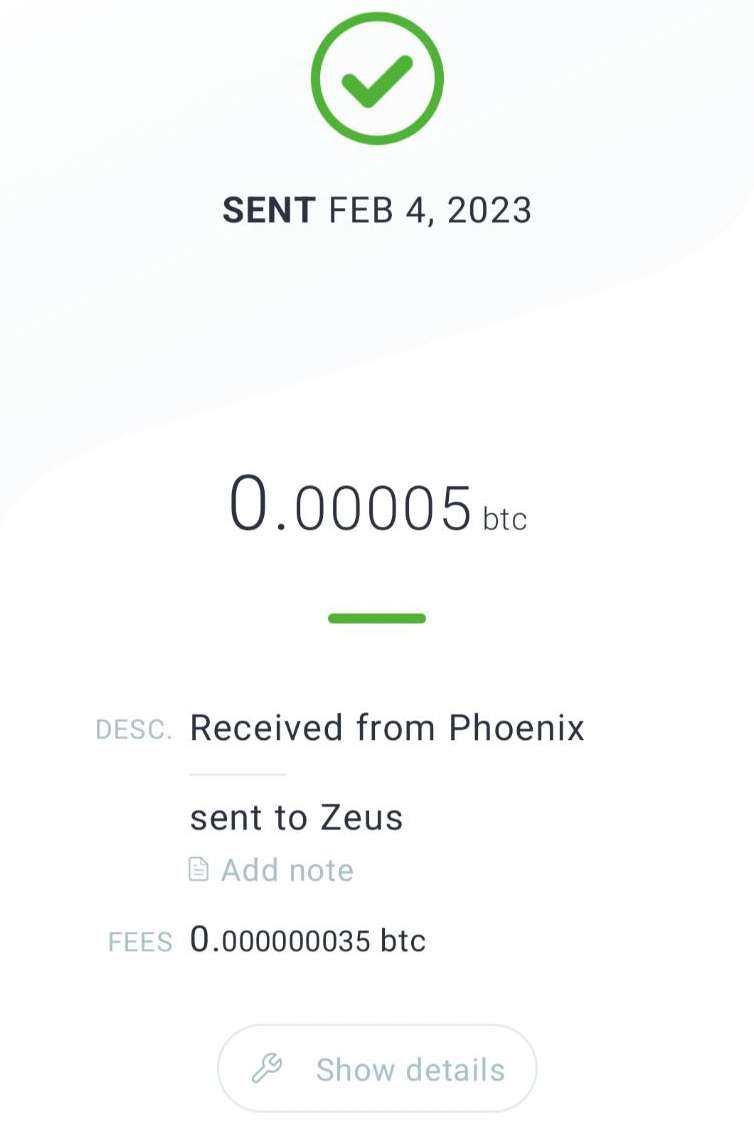 SENT FEB 4, 2023
0.00005 btc
DESC. Received from Phoenix
sent to Zeus
Add note
FEES 0.000000035 btc
Show details